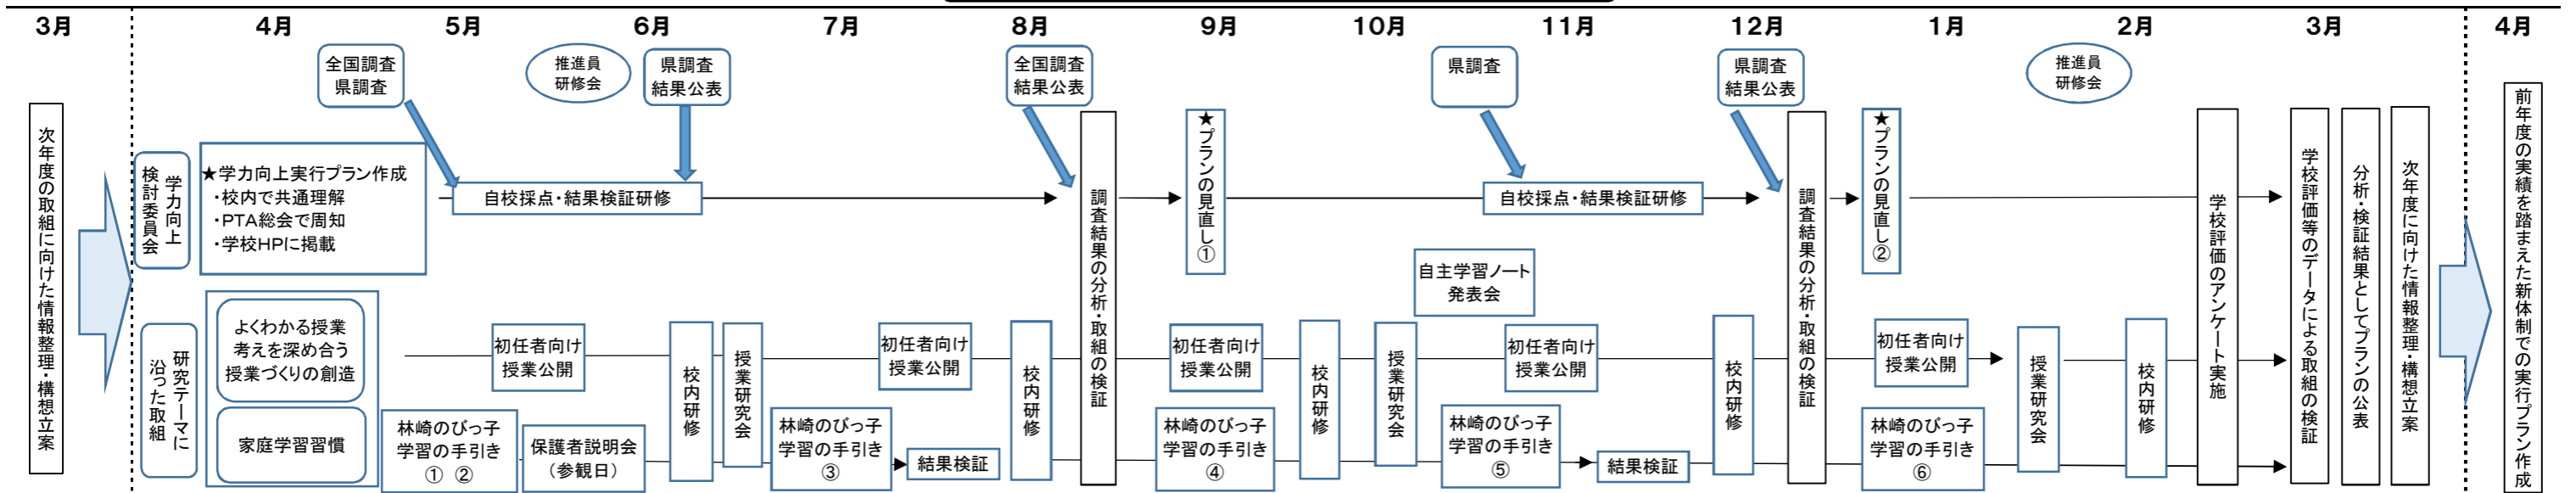 3月
4月
5月
6月
7月
8月
9月
10月
11月
12月
1月
2月
3月
4月
全国調査
県調査
推進員
研修会
県調査
結果公表
全国調査
結果公表
県調査
県調査
結果公表
推進員
研修会
次年度の取組に向けた情報整理・構想立案
学力向上
検討委員会
★学力向上実行プラン作成
・校内で共通理解
・PTA総会で周知
・学校HPに掲載
自校採点・結果検証研修
調査結果の分析・取組の検証
★プランの見直し①
自校採点・結果検証研修
自主学習ノート
発表会
調査結果の分析・取組の検証
★プランの見直し②
学校評価のアンケート実施
学校評価等のデータによる取組の検証
分析・検証結果としてプランの公表
次年度に向けた情報整理・構想立案
前年度の実績を踏まえた新体制での実行プラン作成
研究テーマに
沿った取組
よくわかる授業
考えを深め合う
授業づくりの創造
家庭学習習慣
初任者向け
授業公開
校内研修
授業研究会
初任者向け
授業公開
校内研修
初任者向け
授業公開
校内研修
授業研究会
初任者向け
授業公開
校内研修
初任者向け
授業公開
授業研究会
校内研修
林崎のびっ子
学習の手引き
① ②
保護者説明会
（参観日）
林崎のびっ子
学習の手引き
③
結果検証
林崎のびっ子
学習の手引き
④
林崎のびっ子
学習の手引き
⑤
結果検証
林崎のびっ子
学習の手引き
⑥